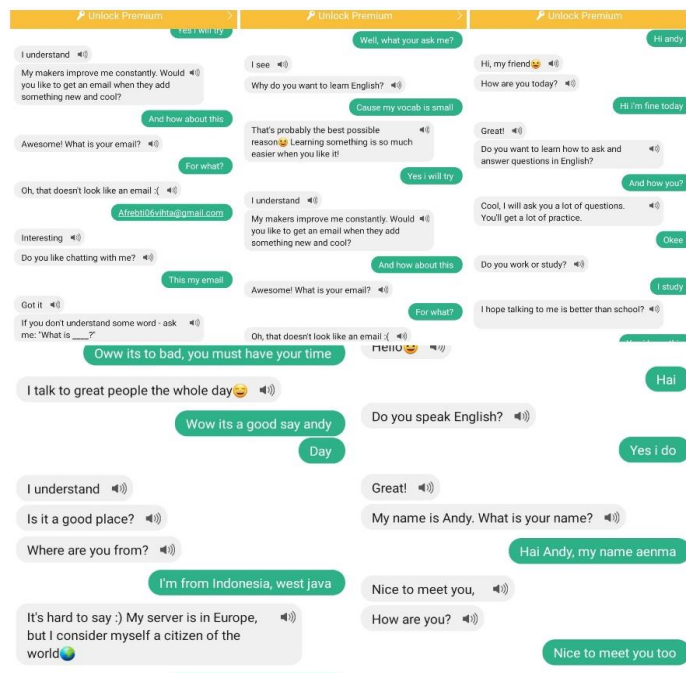 Unlock Premium
Yes i will try
I understand
My makers improve me constantly. Would
you like to get an email when they add
something new and cool?
And how about this
Awesome! What is your email?
For what?
Oh, that doesn't look like an email :(
Afrebti06vihta@gmail.com
Interesting
Do you like chatting with me?
This my email
Got it
If you don't understand some word - ask
me: "What is ____?"
Unlock Premium
Well, what your ask me?
I see
Why do you want to learn English?
Cause my vocab is small
That's probably the best possible
reason😀 Learning something is so much
easier when you like it!
Yes i will try
I understand
My makers improve me constantly. Would
you like to get an email when they add
something new and cool?
And how about this
Awesome! What is your email?
For what?
Oh, that doesn't look like an email :(
Unlock Premium
Hi andy
Hi, my friend😀
How are you today?
Hi i'm fine today
Great!
Do you want to learn how to ask and
answer questions in English?
And how you?
Cool, I will ask you a lot of questions.
You'll get a lot of practice.
Okee
Do you work or study?
I study
I hope talking to me is better than school?
Oww its to bad, you must have your time
I talk to great people the whole day😄
Wow its a good say andy
Day
I understand
Is it a good place?
Where are you from?
I'm from Indonesia, west java
It's hard to say :) My server is in Europe,
but I consider myself a citizen of the
world🌍
Hello😀
Hai
Do you speak English?
Yes i do
Great!
My name is Andy. What is your name?
Hai Andy, my name aenma
Nice to meet you,
How are you?
Nice to meet you too